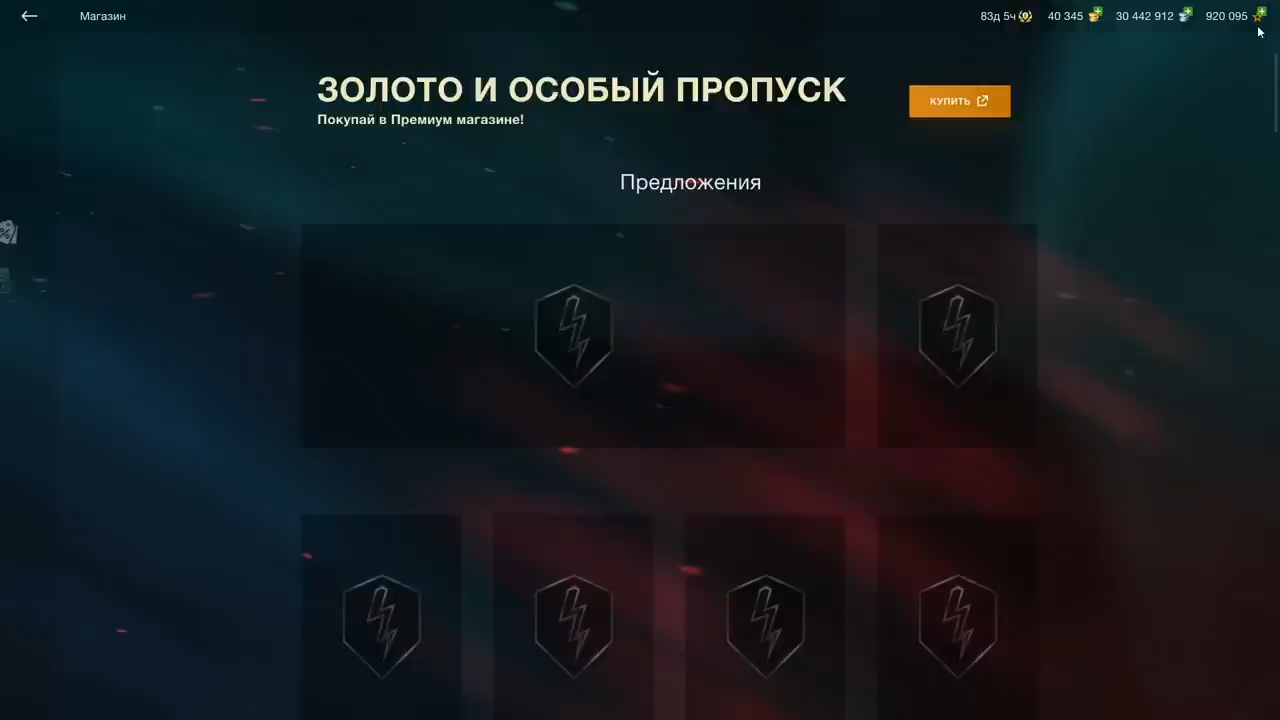 Магазин
83д 5ч 40 345 30 442 912 920 095
ЗОЛОТО И ОСОБЫЙ ПРОПУСК
Покупай в Премиум магазине!
КУПИТЬ
Предложения